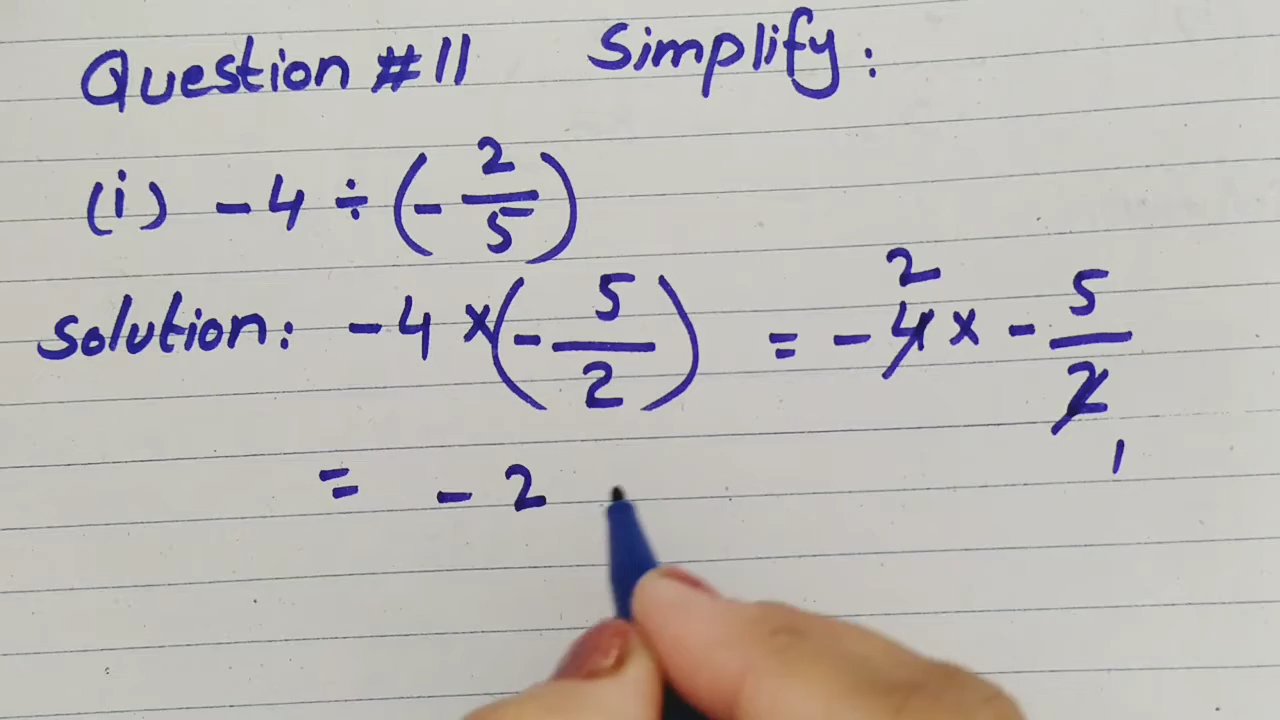 Question #11 Simplify:
(i) -4 ÷ (- 2/5)
Solution: -4 × (- 5/2) = - 4 2 × - 5/2 1
= - 2